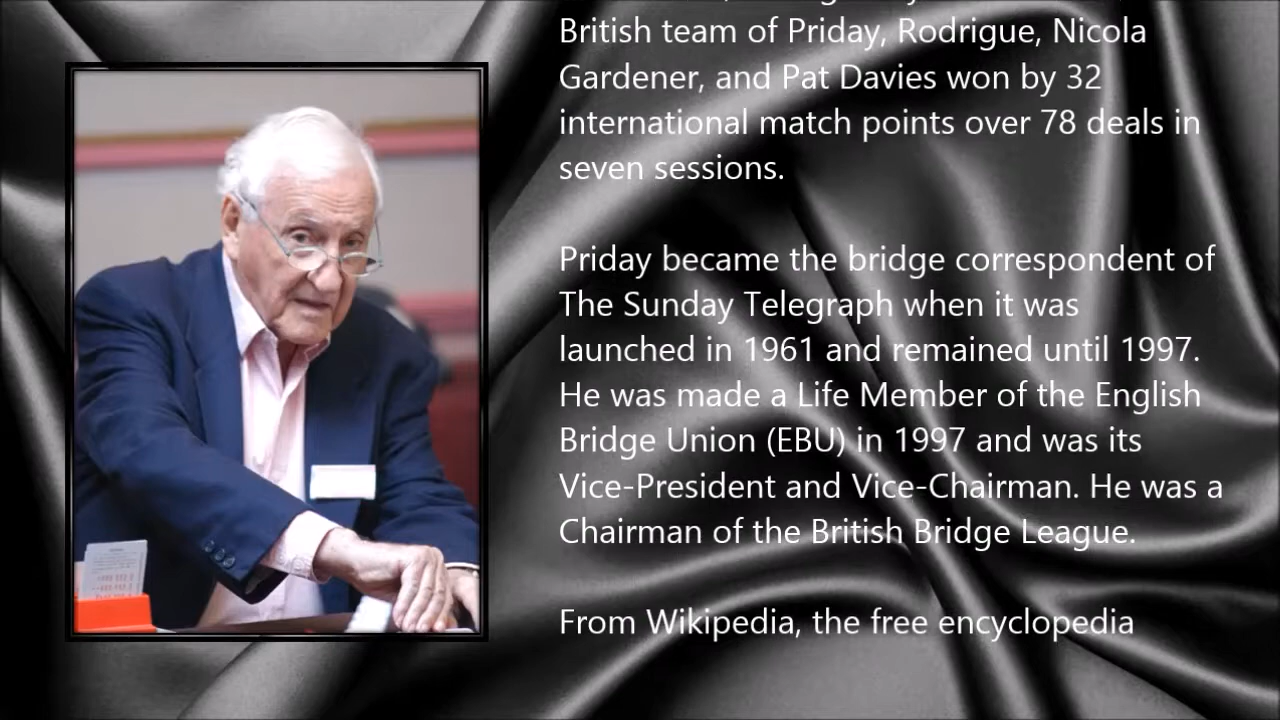 British team of Priday, Rodrigue, Nicola
Gardener, and Pat Davies won by 32
international match points over 78 deals in
seven sessions.
Priday became the bridge correspondent of
The Sunday Telegraph when it was
launched in 1961 and remained until 1997.
He was made a Life Member of the English
Bridge Union (EBU) in 1997 and was its
Vice-President and Vice-Chairman. He was a
Chairman of the British Bridge League.
From Wikipedia, the free encyclopedia